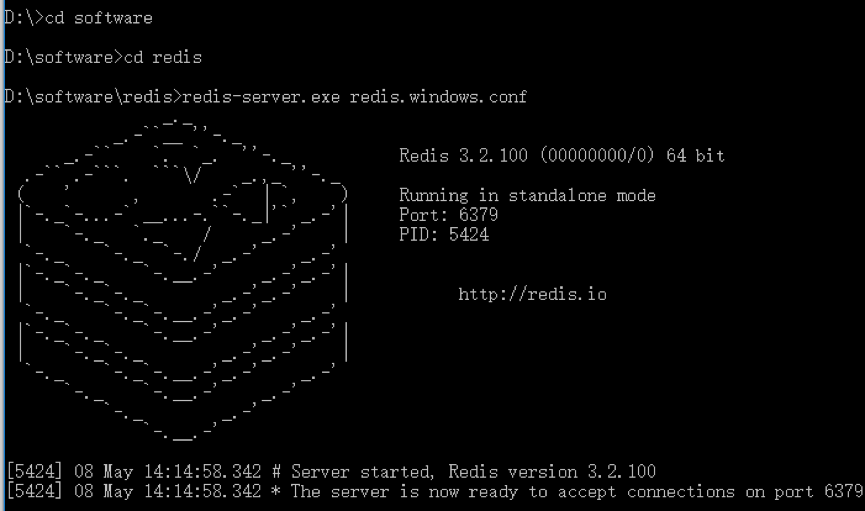 D:\>cd software
D:\software>cd redis
D:\software\redis>redis-server.exe redis.windows.conf
Redis 3.2.100 (00000000/0) 64 bit
Running in standalone mode
Port: 6379
PID: 5424
http://redis.io
[5424] 08 May 14:14:58.342 # Server started, Redis version 3.2.100
[5424] 08 May 14:14:58.342 * The server is now ready to accept connections on port 6379